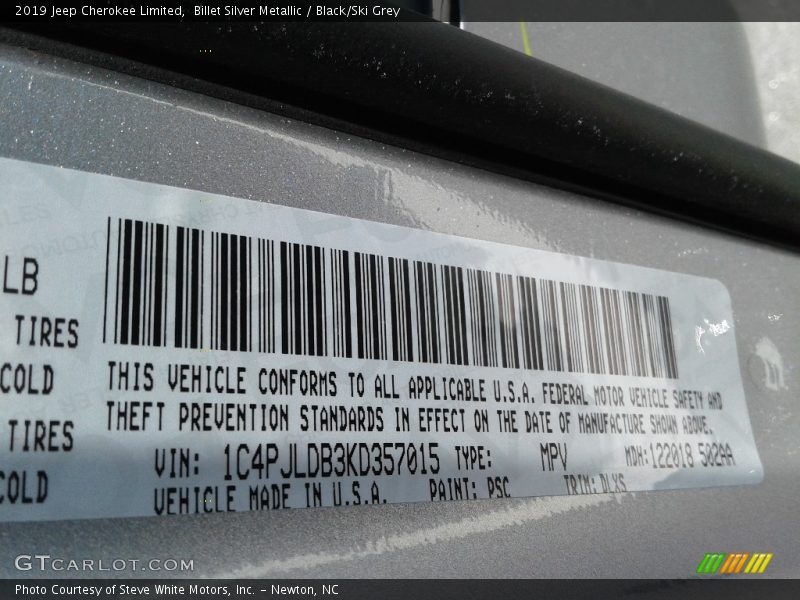 2019 Jeep Cherokee Limited, Billet Silver Metallic / Black/Ski Grey
LB
TIRES
COLD
TIRES
COLD
THIS VEHICLE CONFORMS TO ALL APPLICABLE U.S.A. FEDERAL MOTOR VEHICLE SAFETY AND
THEFT PREVENTION STANDARDS IN EFFECT ON THE DATE OF MANUFACTURE SHOWN ABOVE.
VIN: 1C4PJLDB3KD357015 TYPE: MPV MDH: 122018 502AA
VEHICLE MADE IN U.S.A. PAINT: PSC TRIM: DLXS
GTCARLOT.COM
Photo Courtesy of Steve White Motors, Inc. – Newton, NC